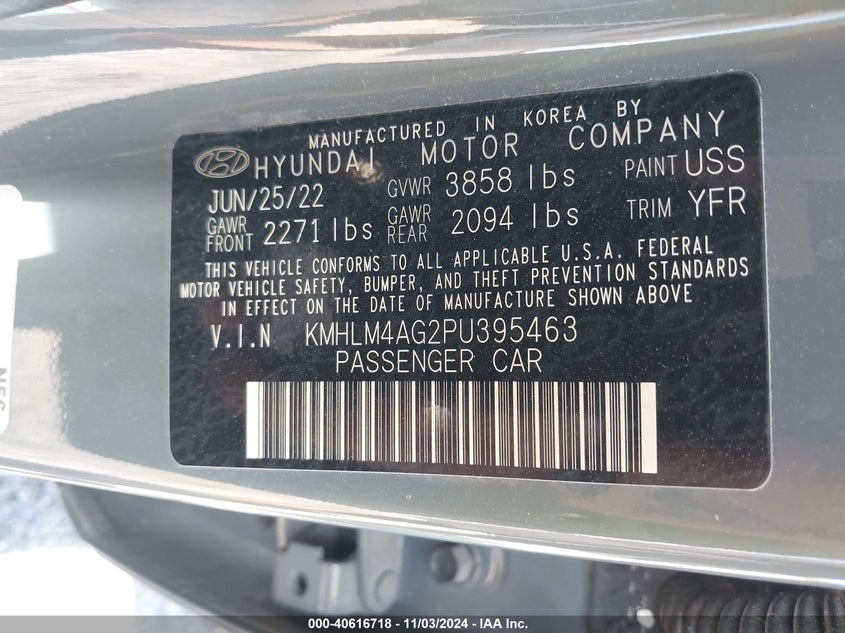 MANUFACTURED IN KOREA BY
HYUNDAI MOTOR COMPANY
JUN/25/22 GVWR 3858 lbs PAINT USS
GAWR FRONT 2271 lbs GAWR REAR 2094 lbs TRIM YFR
THIS VEHICLE CONFORMS TO ALL APPLICABLE U.S.A. FEDERAL
MOTOR VEHICLE SAFETY, BUMPER, AND THEFT PREVENTION STANDARDS
IN EFFECT ON THE DATE OF MANUFACTURE SHOWN ABOVE
V.I.N KMHLM4AG2PU395463
PASSENGER CAR
000-40616718 - 11/03/2024 - IAA Inc.